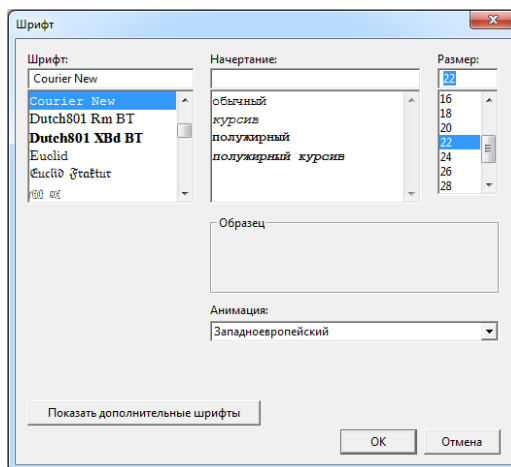 Шрифт
Шрифт:
Courier New
Courier New
Dutch801 Rm BT
Dutch801 XBd BT
Euclid
Euclid Fraktur
Начертание:
обычный
курсив
полужирный
полужирный курсив
Размер:
22
16
18
20
22
24
26
28
Образец
Анимация:
Западноевропейский
Показать дополнительные шрифты
OK
Отмена